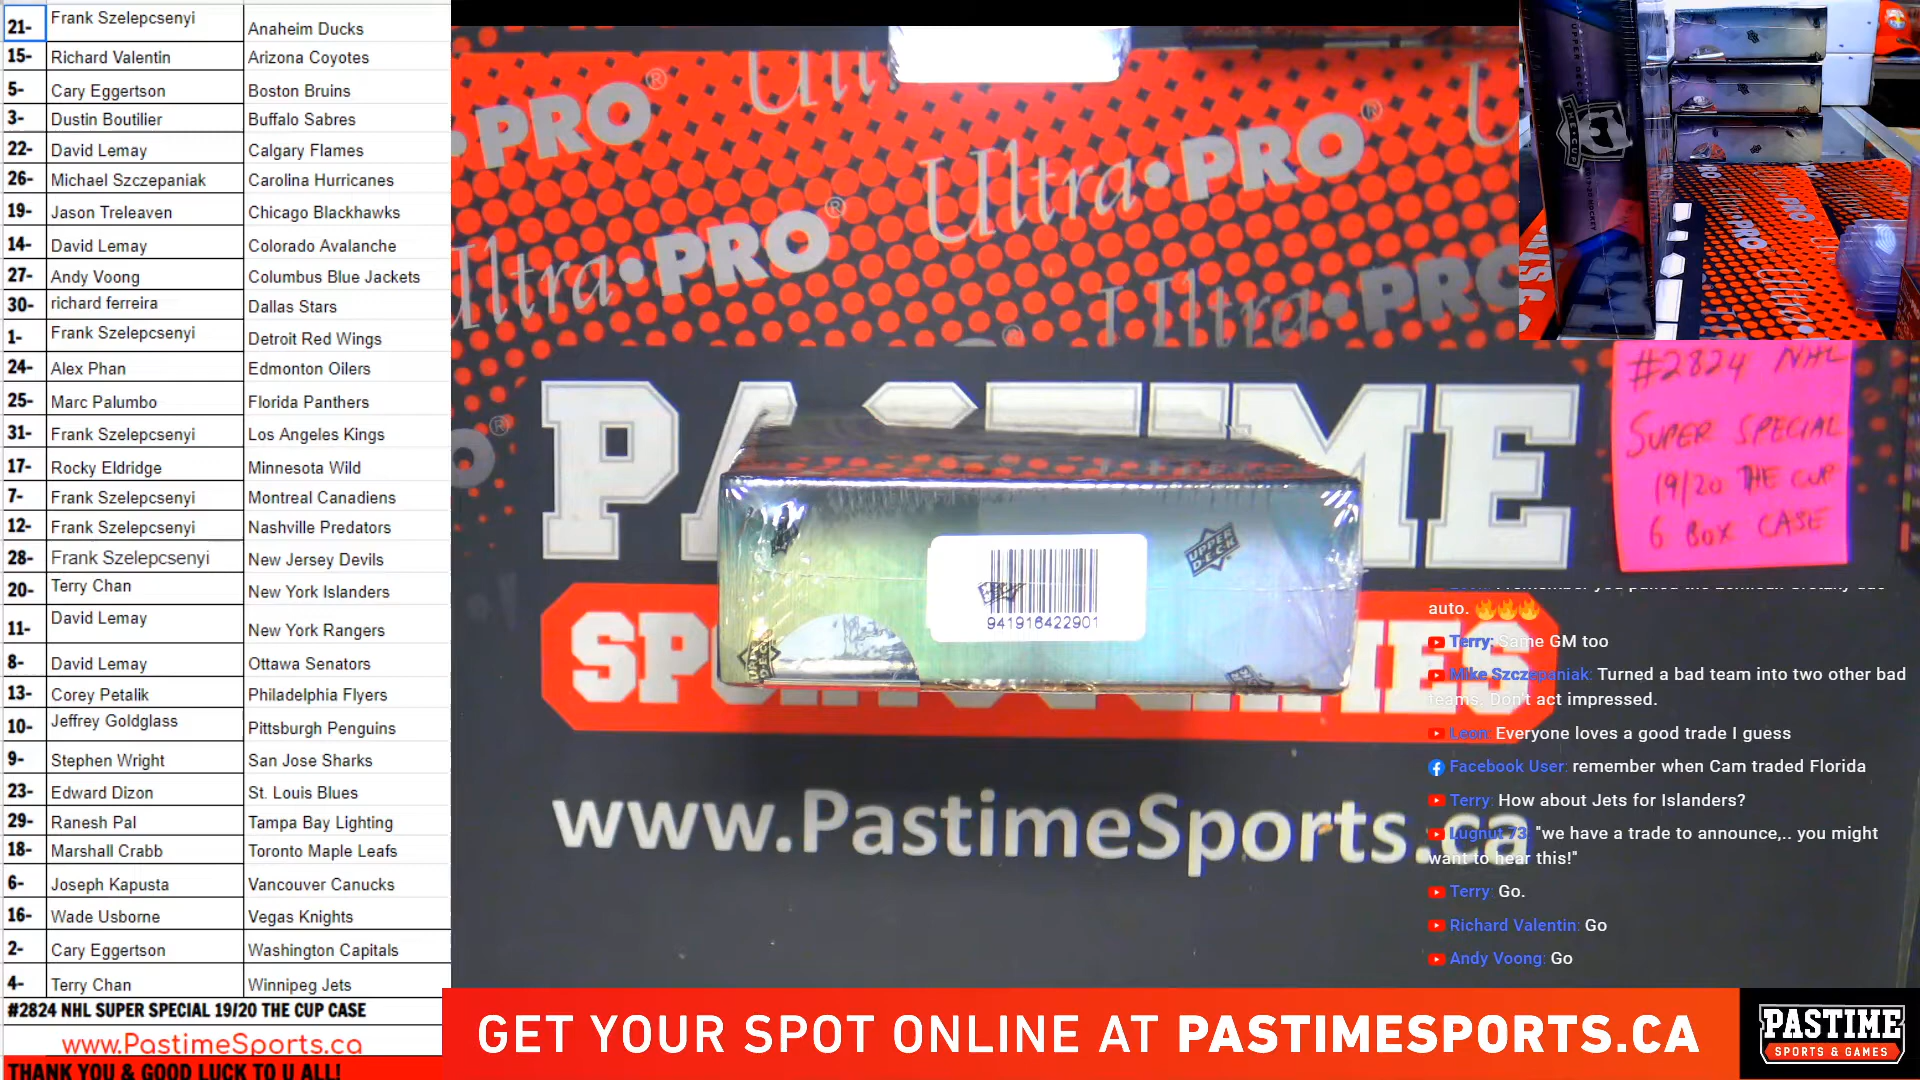 21- Frank Szelepcsenyi Anaheim Ducks
15- Richard Valentin Arizona Coyotes
5- Cary Eggertson Boston Bruins
3- Dustin Boutilier Buffalo Sabres
22- David Lemay Calgary Flames
26- Michael Szczepaniak Carolina Hurricanes
19- Jason Treleaven Chicago Blackhawks
14- David Lemay Colorado Avalanche
27- Andy Voong Columbus Blue Jackets
30- richard ferreira Dallas Stars
1- Frank Szelepcsenyi Detroit Red Wings
24- Alex Phan Edmonton Oilers
25- Marc Palumbo Florida Panthers
31- Frank Szelepcsenyi Los Angeles Kings
17- Rocky Eldridge Minnesota Wild
7- Frank Szelepcsenyi Montreal Canadiens
12- Frank Szelepcsenyi Nashville Predators
28- Frank Szelepcsenyi New Jersey Devils
20- Terry Chan New York Islanders
11- David Lemay New York Rangers
8- David Lemay Ottawa Senators
13- Corey Petalik Philadelphia Flyers
10- Jeffrey Goldglass Pittsburgh Penguins
9- Stephen Wright San Jose Sharks
23- Edward Dizon St. Louis Blues
29- Ranesh Pal Tampa Bay Lighting
18- Marshall Crabb Toronto Maple Leafs
6- Joseph Kapusta Vancouver Canucks
16- Wade Usborne Vegas Knights
2- Cary Eggertson Washington Capitals
4- Terry Chan Winnipeg Jets
#2824 NHL SUPER SPECIAL 19/20 THE CUP CASE
www.PastimeSports.ca
THANK YOU & GOOD LUCK TO U ALL!
PRO®
Ultra•PRO®
Ultra•PRO®
Ultra•PRO
UPPER DECK
941916422901
www.PastimeSports.ca
UPPER DECK
THE CUP
PRO
#2824 NHL
SUPER SPECIAL
19/20 THE CUP
6 BOX CASE
auto. 🔥🔥🔥
Terry: Same GM too
Mike Szczepaniak: Turned a bad team into two other bad
teams. Don't act impressed.
Leon: Everyone loves a good trade I guess
Facebook User: remember when Cam traded Florida
Terry: How about Jets for Islanders?
Lugnut 73: "we have a trade to announce,.. you might
want to hear this!"
Terry: Go.
Richard Valentin: Go
Andy Voong: Go
GET YOUR SPOT ONLINE AT PASTIMESPORTS.CA
PASTIME
SPORTS & GAMES